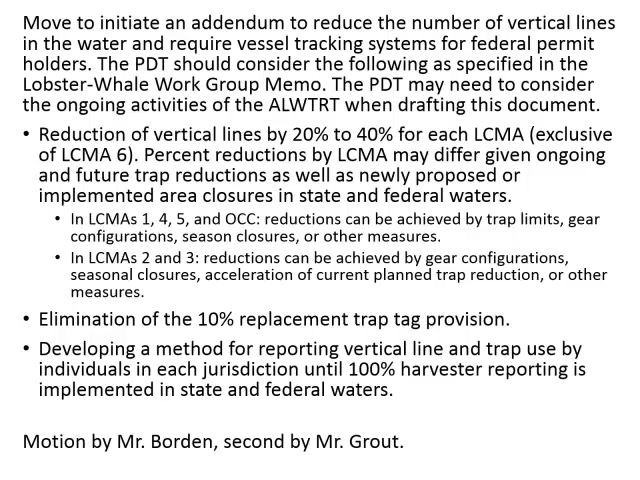 Move to initiate an addendum to reduce the number of vertical lines
in the water and require vessel tracking systems for federal permit
holders. The PDT should consider the following as specified in the
Lobster-Whale Work Group Memo. The PDT may need to consider
the ongoing activities of the ALWTRT when drafting this document.
• Reduction of vertical lines by 20% to 40% for each LCMA (exclusive
of LCMA 6). Percent reductions by LCMA may differ given ongoing
and future trap reductions as well as newly proposed or
implemented area closures in state and federal waters.
• In LCMAs 1, 4, 5, and OCC: reductions can be achieved by trap limits, gear
configurations, season closures, or other measures.
• In LCMAs 2 and 3: reductions can be achieved by gear configurations,
seasonal closures, acceleration of current planned trap reduction, or other
measures.
• Elimination of the 10% replacement trap tag provision.
• Developing a method for reporting vertical line and trap use by
individuals in each jurisdiction until 100% harvester reporting is
implemented in state and federal waters.
Motion by Mr. Borden, second by Mr. Grout.